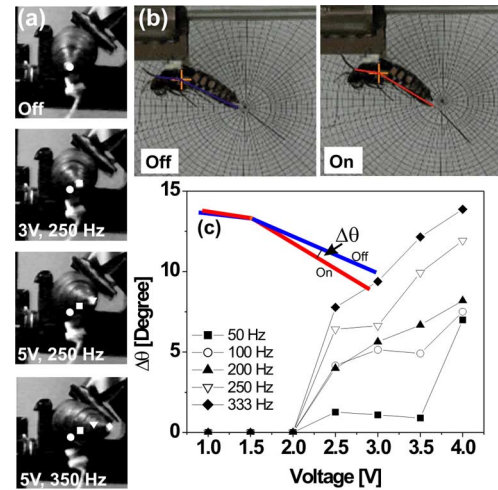 (a)
Off
3V, 250 Hz
5V, 250 Hz
5V, 350 Hz
(b)
Off
On
(c)
Δθ
Off
On
50 Hz
100 Hz
200 Hz
250 Hz
333 Hz
Δθ [Degree]
15
10
5
0
1.0 1.5 2.0 2.5 3.0 3.5 4.0
Voltage [V]